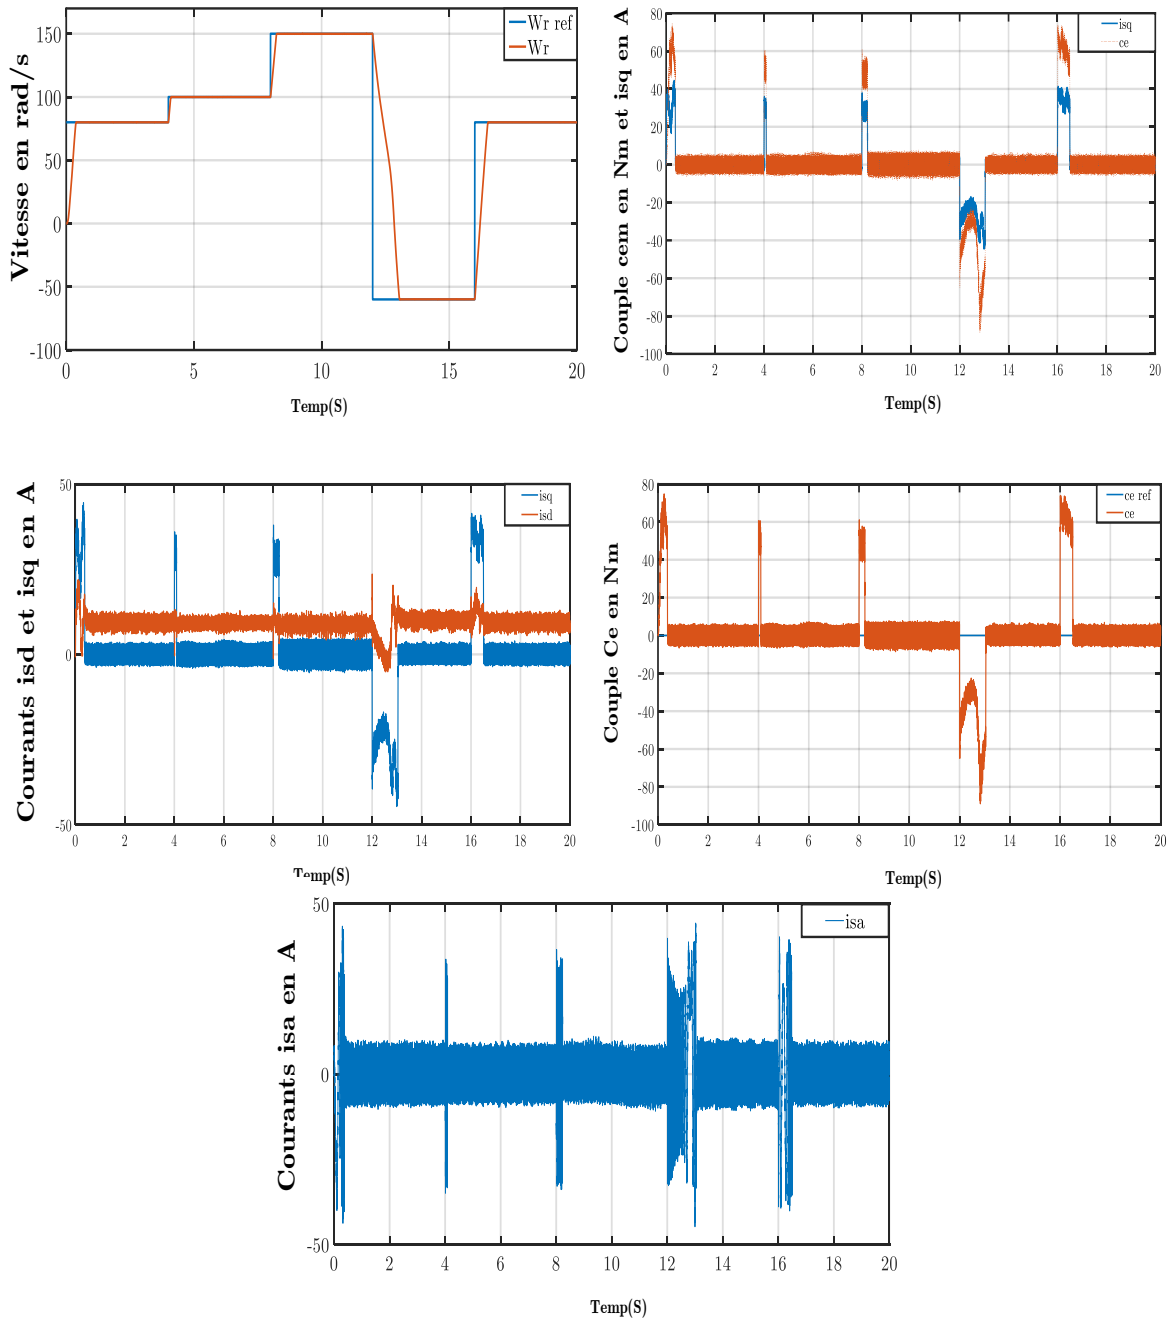 Vitesse en rad/s
150
100
50
0
-50
-100
Wr ref
Wr
0 5 10 15 20
Temp(S)
Couple cem en Nm et isq en A
80
60
40
20
0
-20
-40
-60
-80
-100
isq
ce
0 2 4 6 8 10 12 14 16 18 20
Temp(S)
Courants isd et isq en A
50
0
-50
isq
isd
0 2 4 6 8 10 12 14 16 18 20
Temp(S)
Couple Ce en Nm
80
60
40
20
0
-20
-40
-60
-80
-100
ce ref
ce
0 2 4 6 8 10 12 14 16 18 20
Temp(S)
Courants isa en A
50
0
-50
isa
0 2 4 6 8 10 12 14 16 18 20
Temp(S)